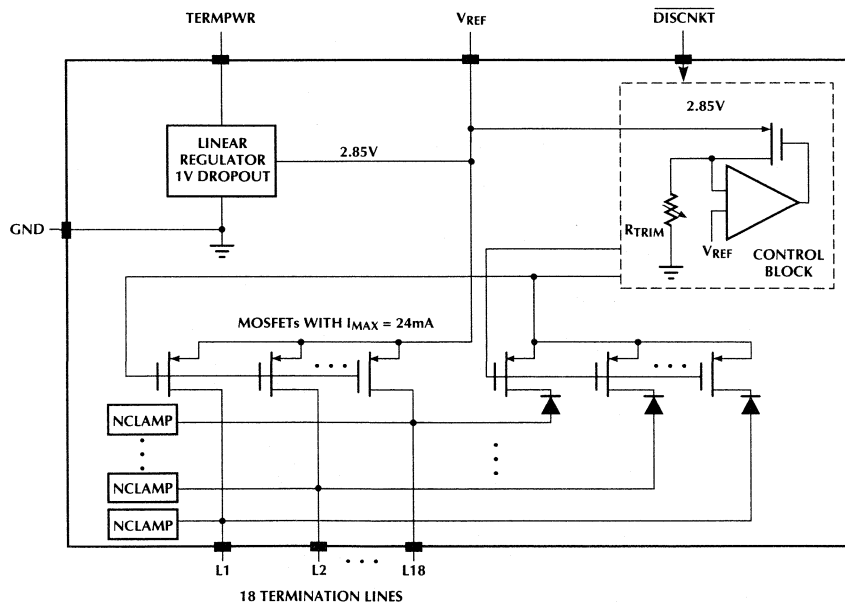 TERMPWR
VREF
DISCNKT
2.85V
LINEAR
REGULATOR
1V DROPOUT
2.85V
GND
RTRIM
VREF
CONTROL
BLOCK
MOSFETs WITH IMAX = 24mA
NCLAMP
NCLAMP
NCLAMP
L1
L2
L18
18 TERMINATION LINES